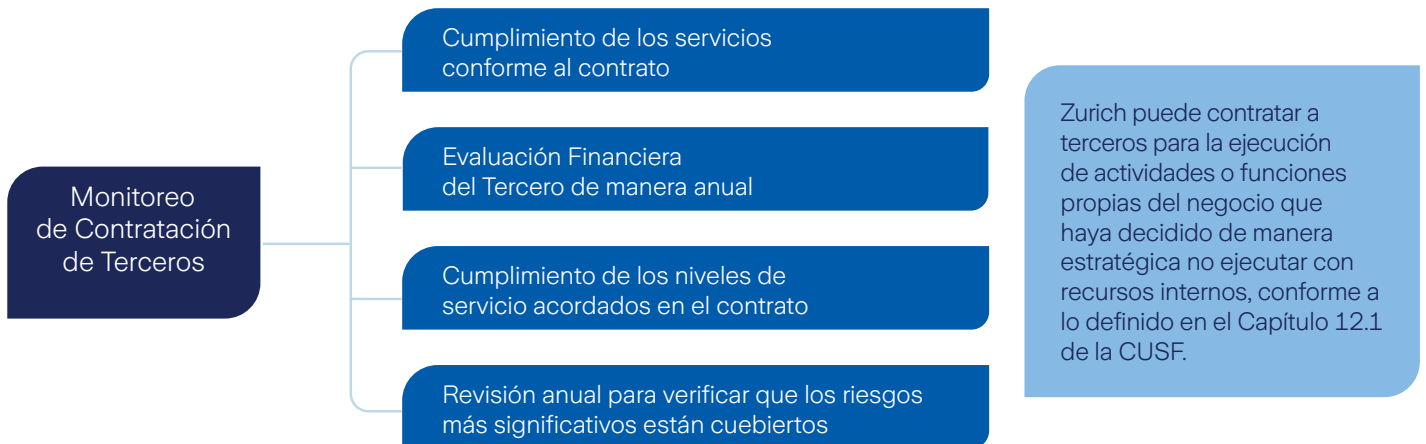 Monitoreo
de Contratación
de Terceros
Cumplimiento de los servicios
conforme al contrato
Evaluación Financiera
del Tercero de manera anual
Cumplimiento de los niveles de
servicio acordados en el contrato
Revisión anual para verificar que los riesgos
más significativos están cuebiertos
Zurich puede contratar a
terceros para la ejecución
de actividades o funciones
propias del negocio que
haya decidido de manera
estratégica no ejecutar con
recursos internos, conforme a
lo definido en el Capítulo 12.1
de la CUSF.